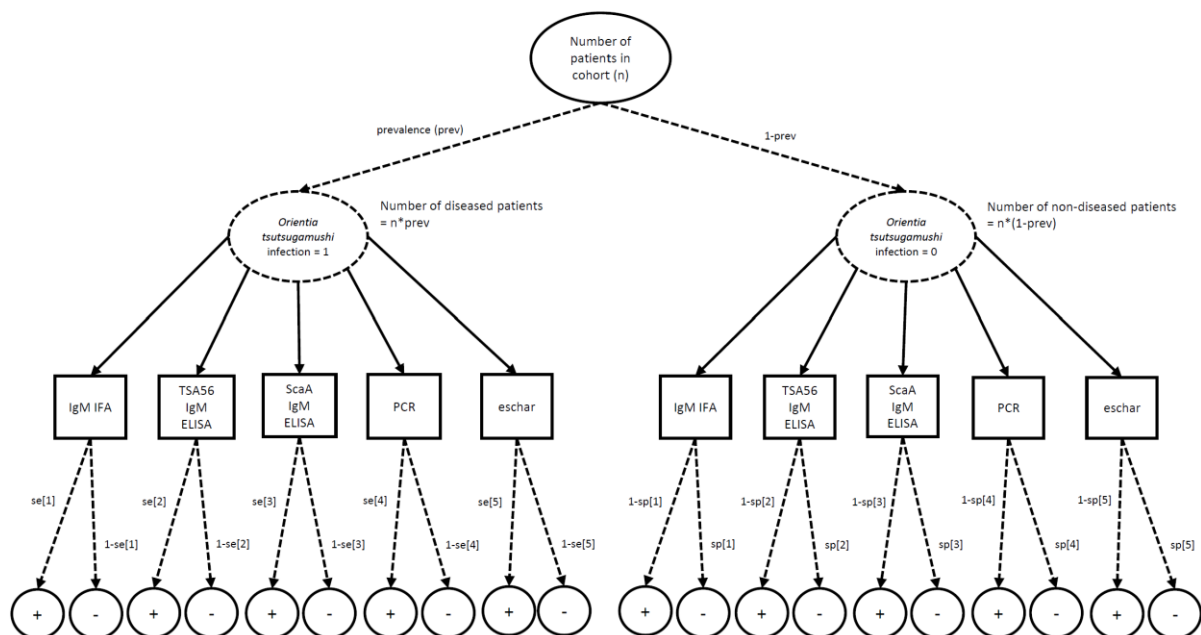 Number of
patients in
cohort (n)
prevalence (prev)
1-prev
Orientia
tsutsugamushi
infection = 1
Number of diseased patients
= n*prev
Orientia
tsutsugamushi
infection = 0
Number of non-diseased patients
= n*(1-prev)
IgM IFA
TSA56
IgM
ELISA
ScaA
IgM
ELISA
PCR
eschar
IgM IFA
TSA56
IgM
ELISA
ScaA
IgM
ELISA
PCR
eschar
se[1]
1-se[1]
se[2]
1-se[2]
se[3]
1-se[3]
se[4]
1-se[4]
se[5]
1-se[5]
1-sp[1]
sp[1]
1-sp[2]
sp[2]
1-sp[3]
sp[3]
1-sp[4]
sp[4]
1-sp[5]
sp[5]
+
-
+
-
+
-
+
-
+
-
+
-
+
-
+
-
+
-
+
-